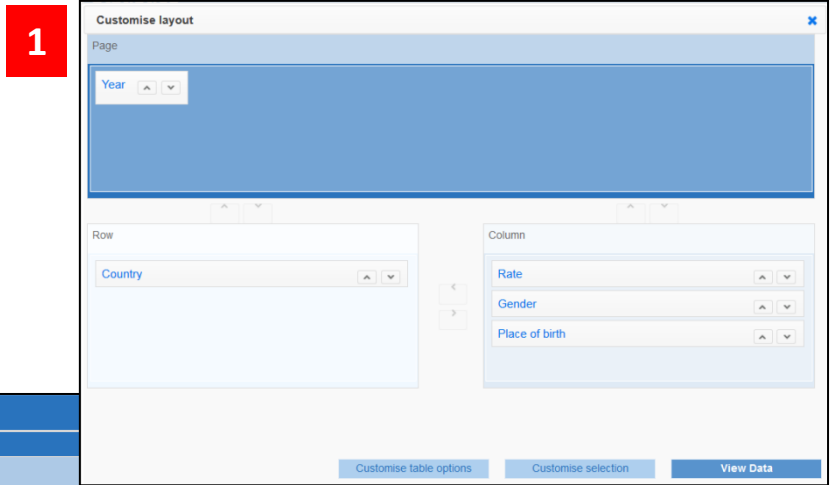 1
Customise layout
Page
Year
Row
Column
Country
Rate
Gender
Place of birth
Customise table options
Customise selection
View Data